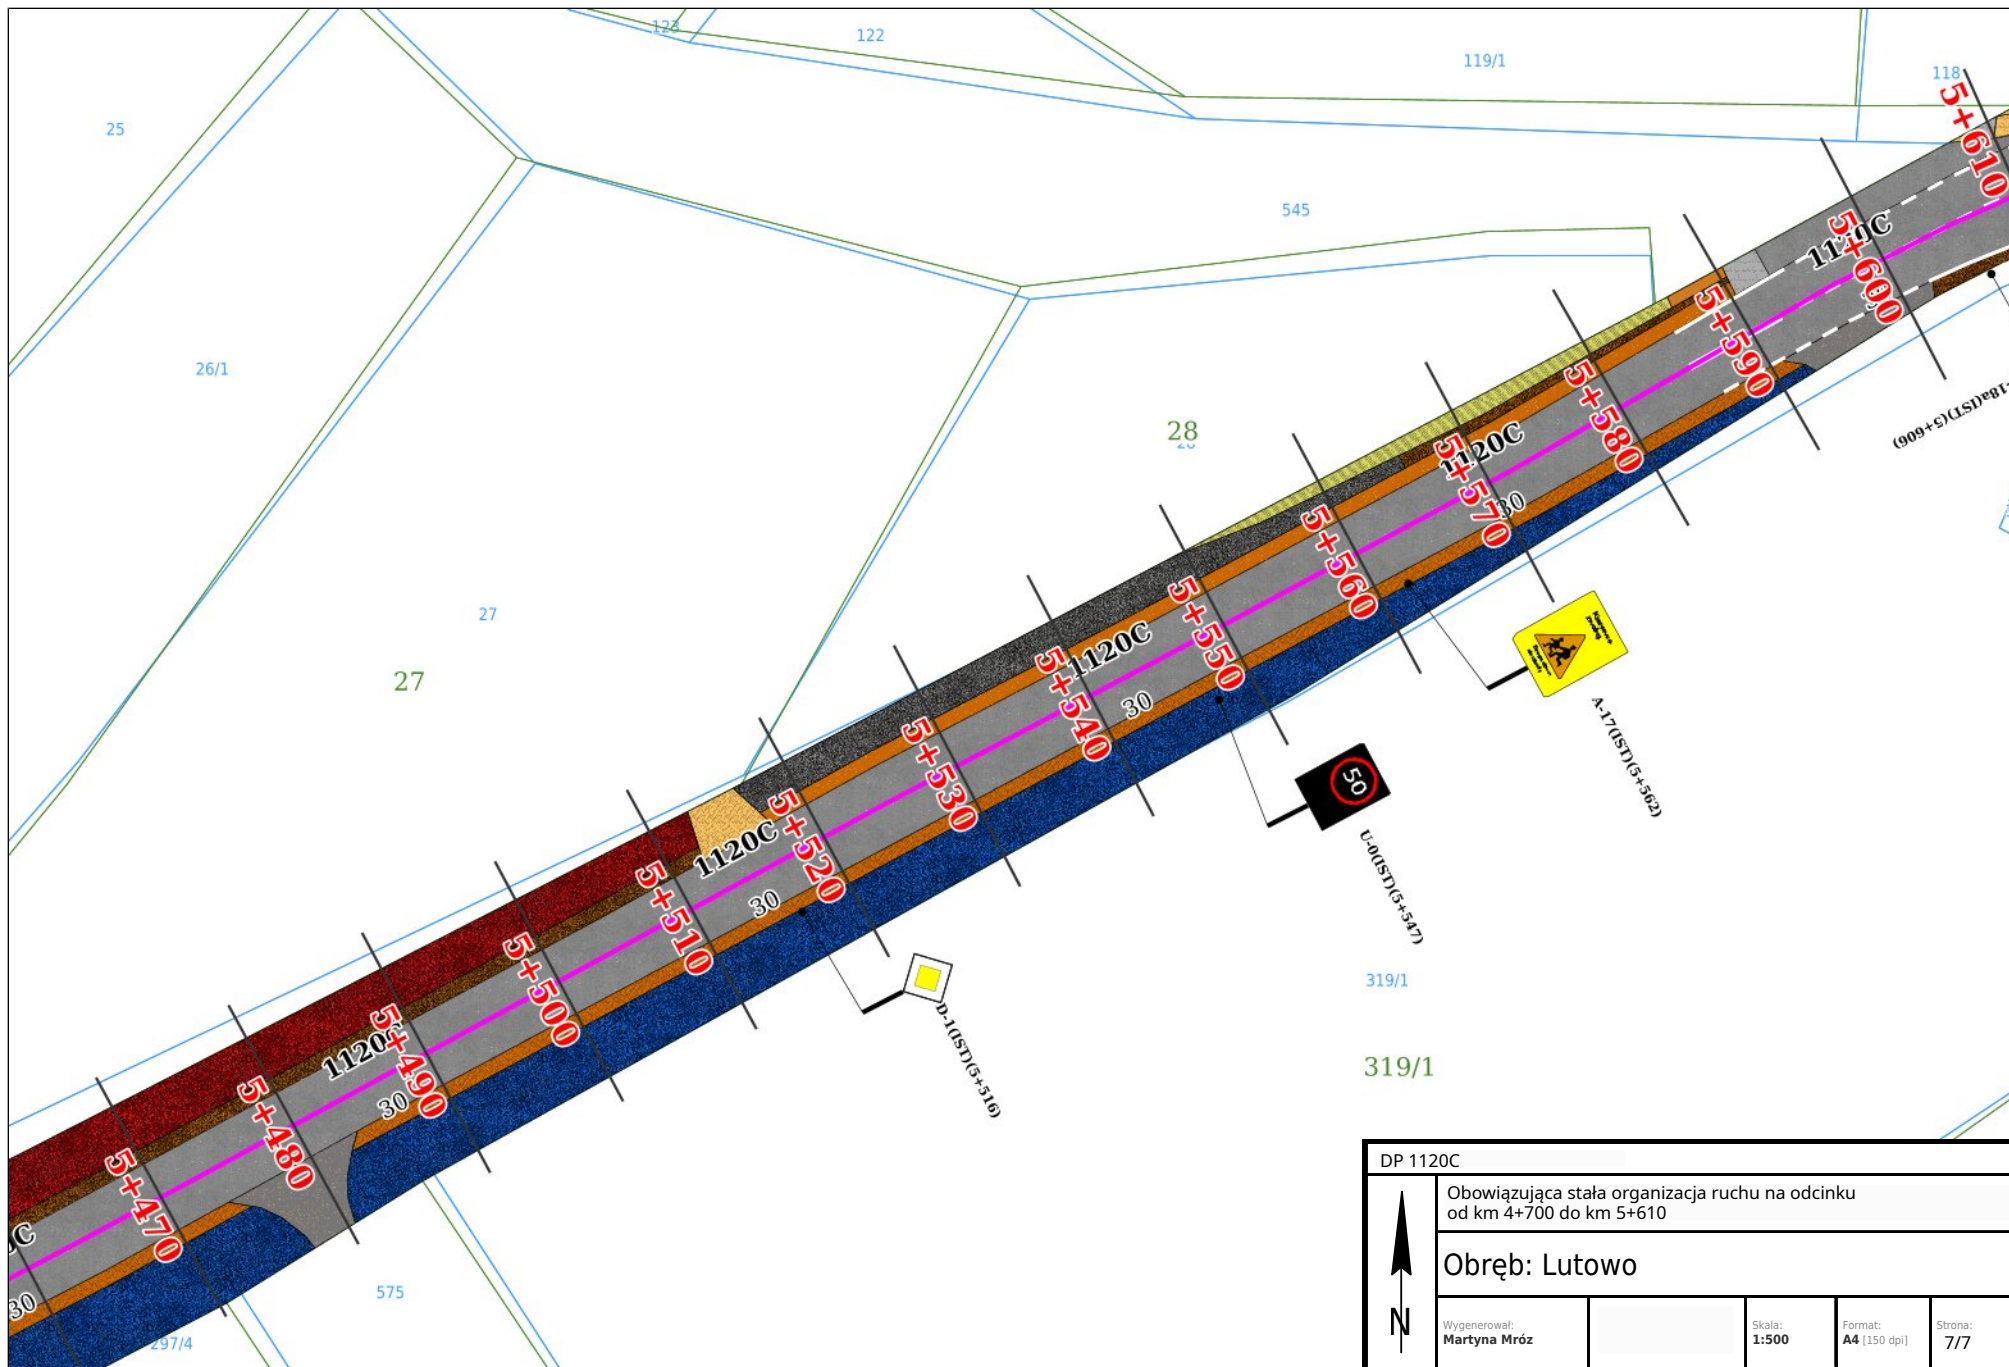 123
122
119/1
118
25
5+610
545
1120C
5+600
26/1
5+590
28
5+580
-18a(IST)(5+606)
1120C
5+570
30
5+560
27
27
5+550
1120C
5+540
30
A-17(IST)(5+562)
5+530
50
U-0(IST)(5+547)
1120C
5+520
30
5+510
5+500
319/1
D-1(IST)(5+516)
1120C
5+490
30
319/1
5+480
5+470
30
575
297/4
DP 1120C
Obowiązująca stała organizacja ruchu na odcinku
od km 4+700 do km 5+610
Obręb: Lutowo
N
Wygenerował:
Martyna Mróz
Skala:
1:500
Format:
A4 [150 dpi]
Strona:
7/7